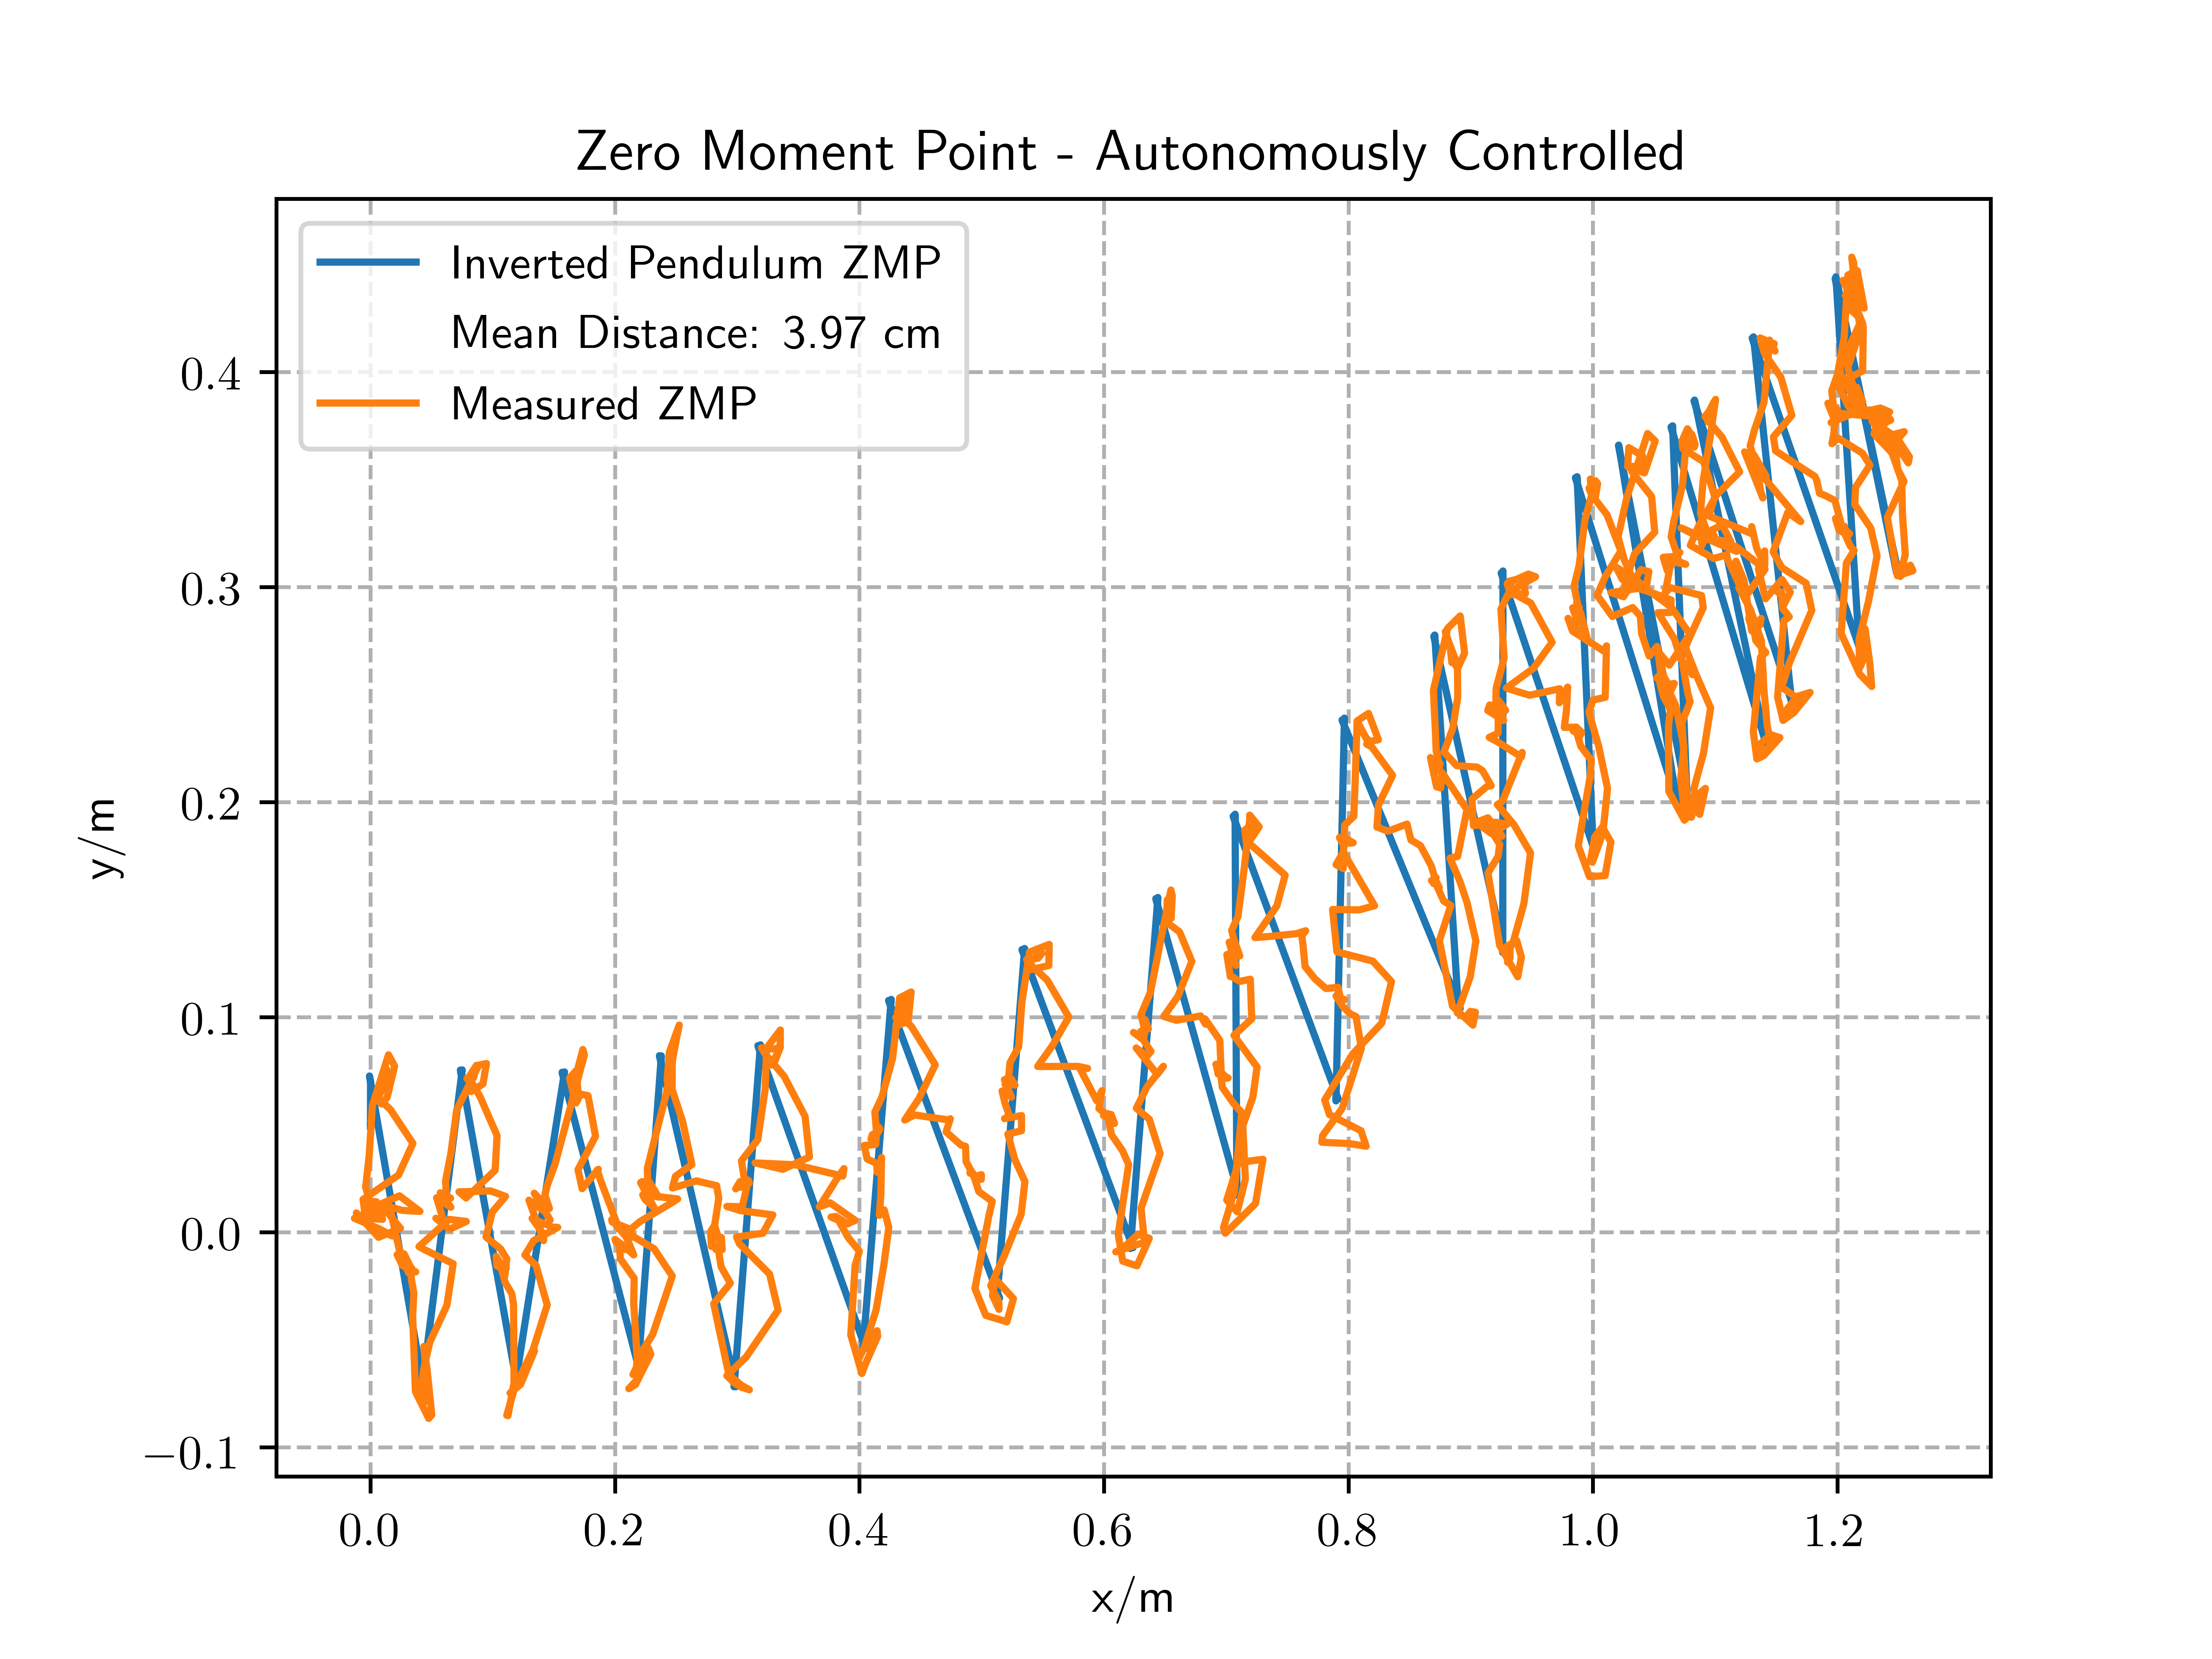 Zero Moment Point - Autonomously Controlled
Inverted Pendulum ZMP
Mean Distance: 3.97 cm
Measured ZMP
0.4
0.3
0.2
0.1
0.0
−0.1
y/m
0.0 0.2 0.4 0.6 0.8 1.0 1.2
x/m